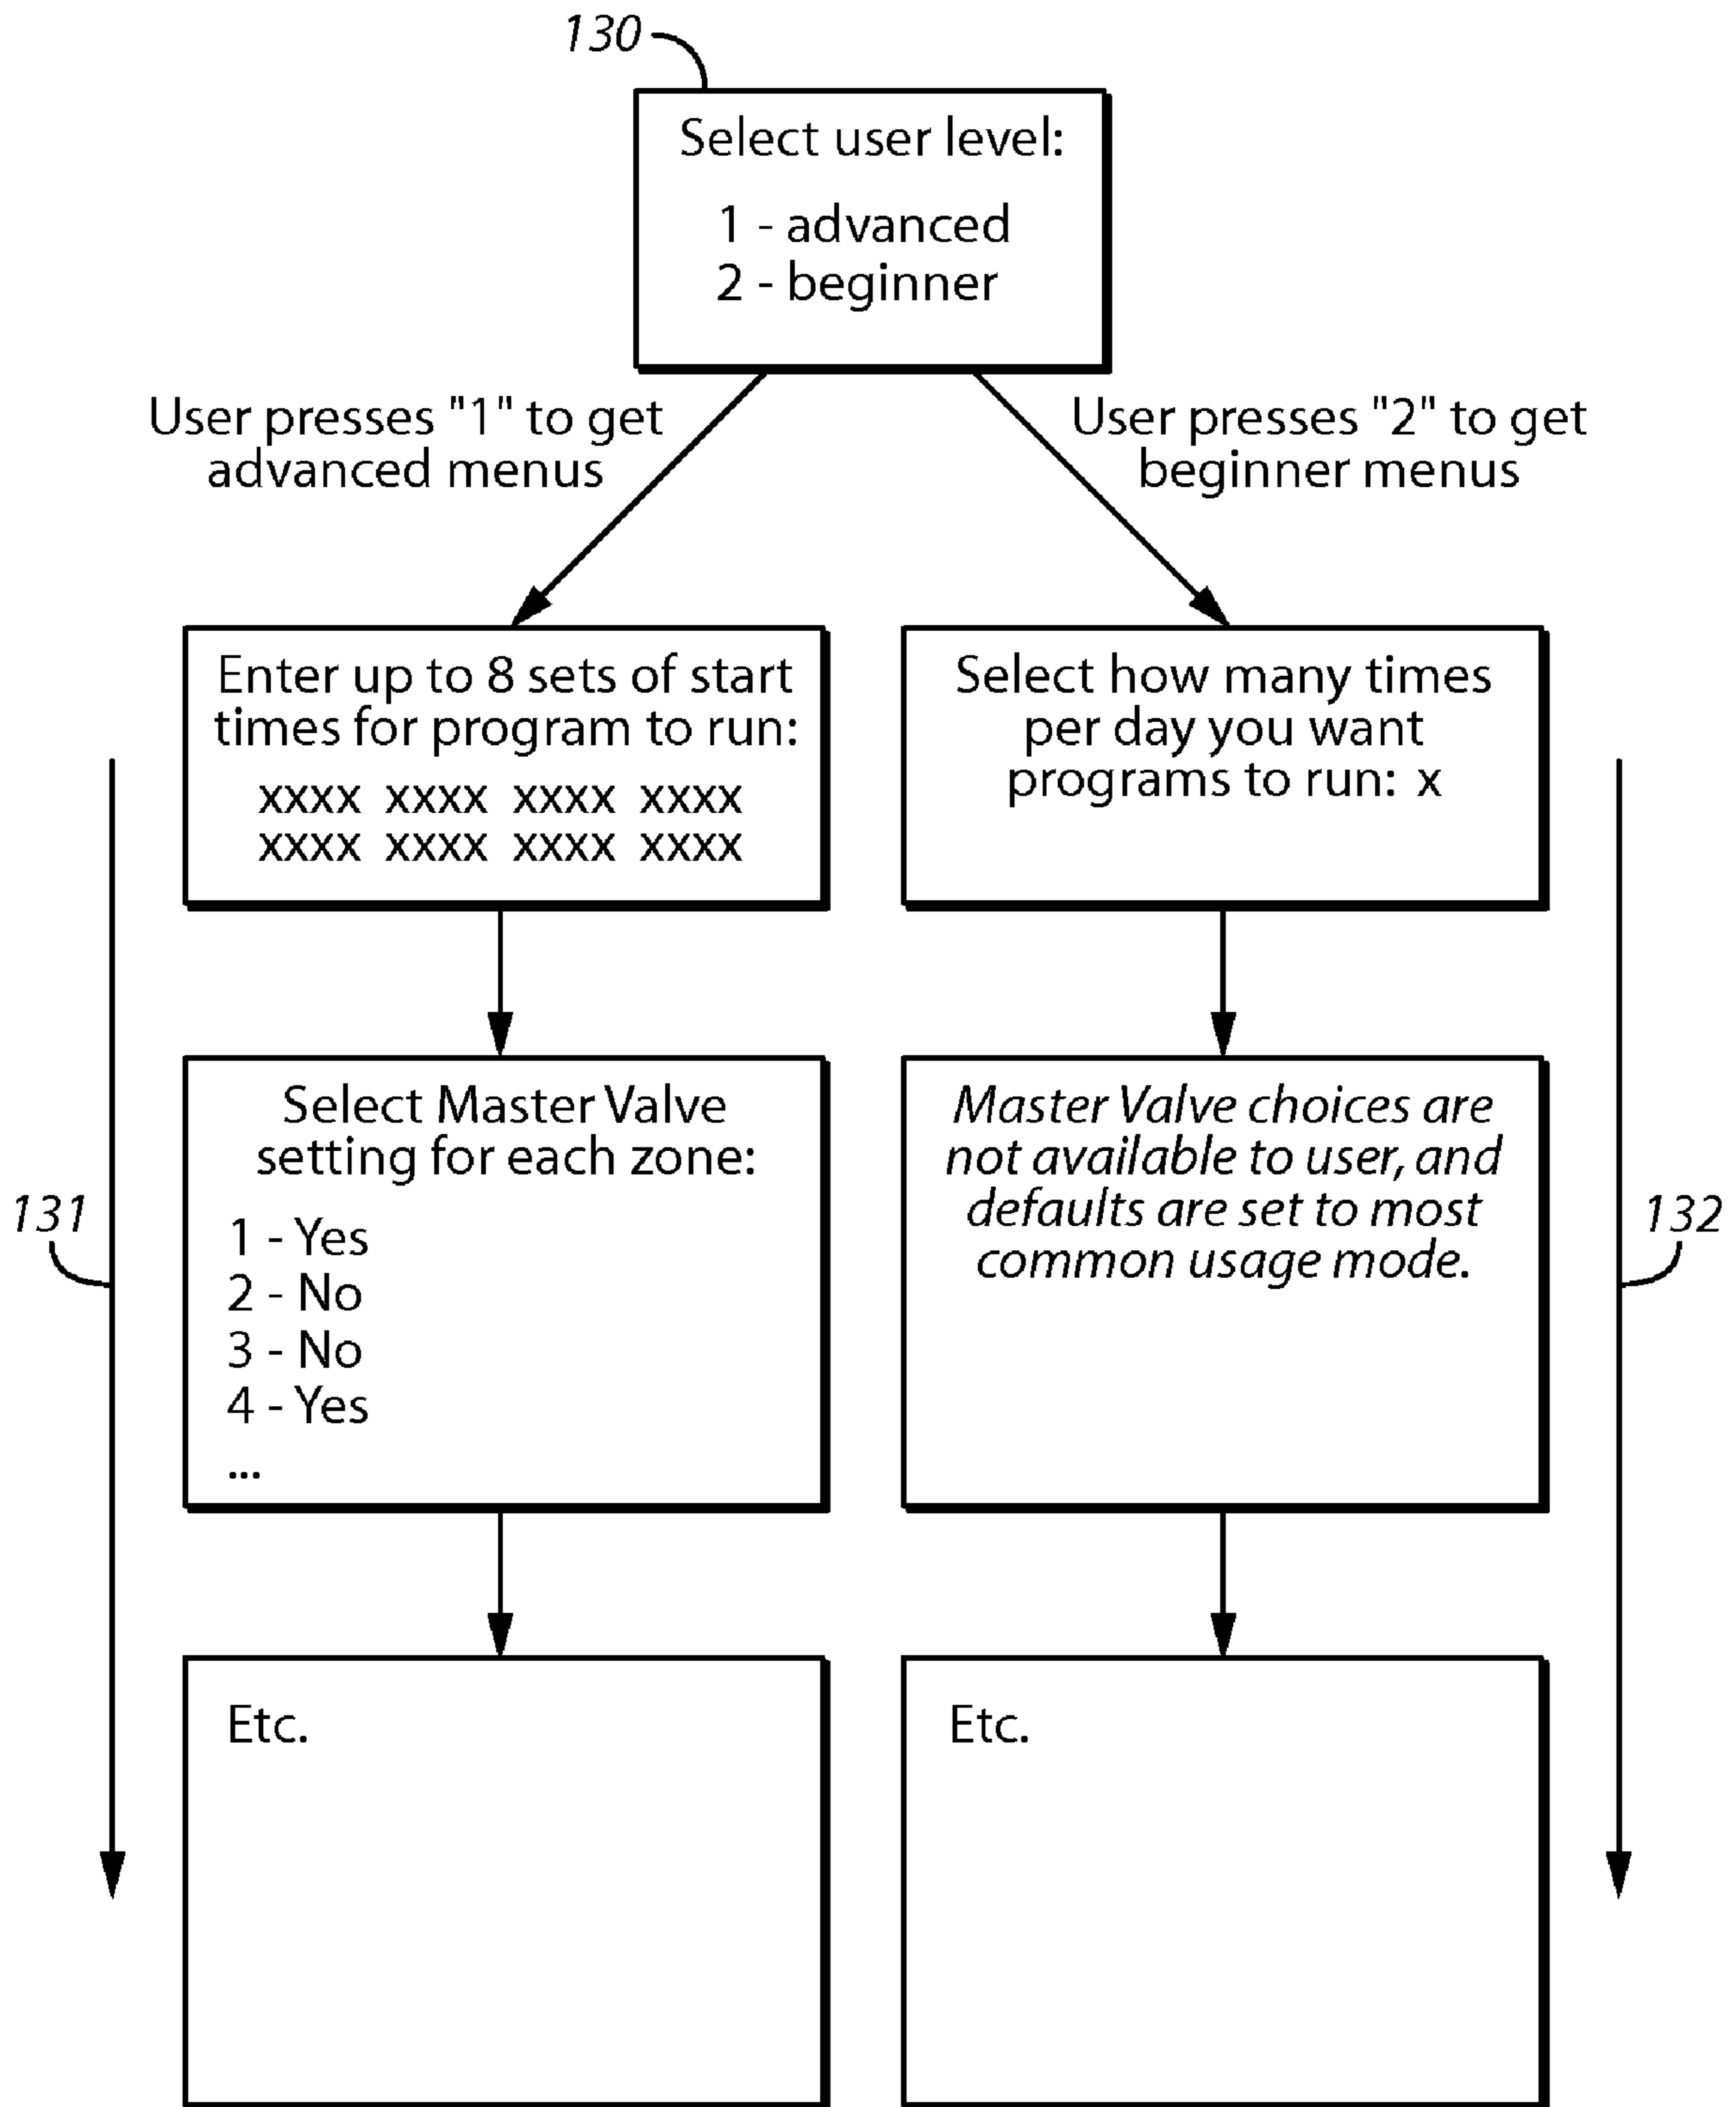 130
Select user level:
1 - advanced
2 - beginner
User presses "1" to get
advanced menus
User presses "2" to get
beginner menus
Enter up to 8 sets of start
times for program to run:
xxxx xxxx xxxx xxxx
xxxx xxxx xxxx xxxx
Select how many times
per day you want
programs to run: x
131
Select Master Valve
setting for each zone:
1 - Yes
2 - No
3 - No
4 - Yes
...
Master Valve choices are
not available to user, and
defaults are set to most
common usage mode.
132
Etc.
Etc.